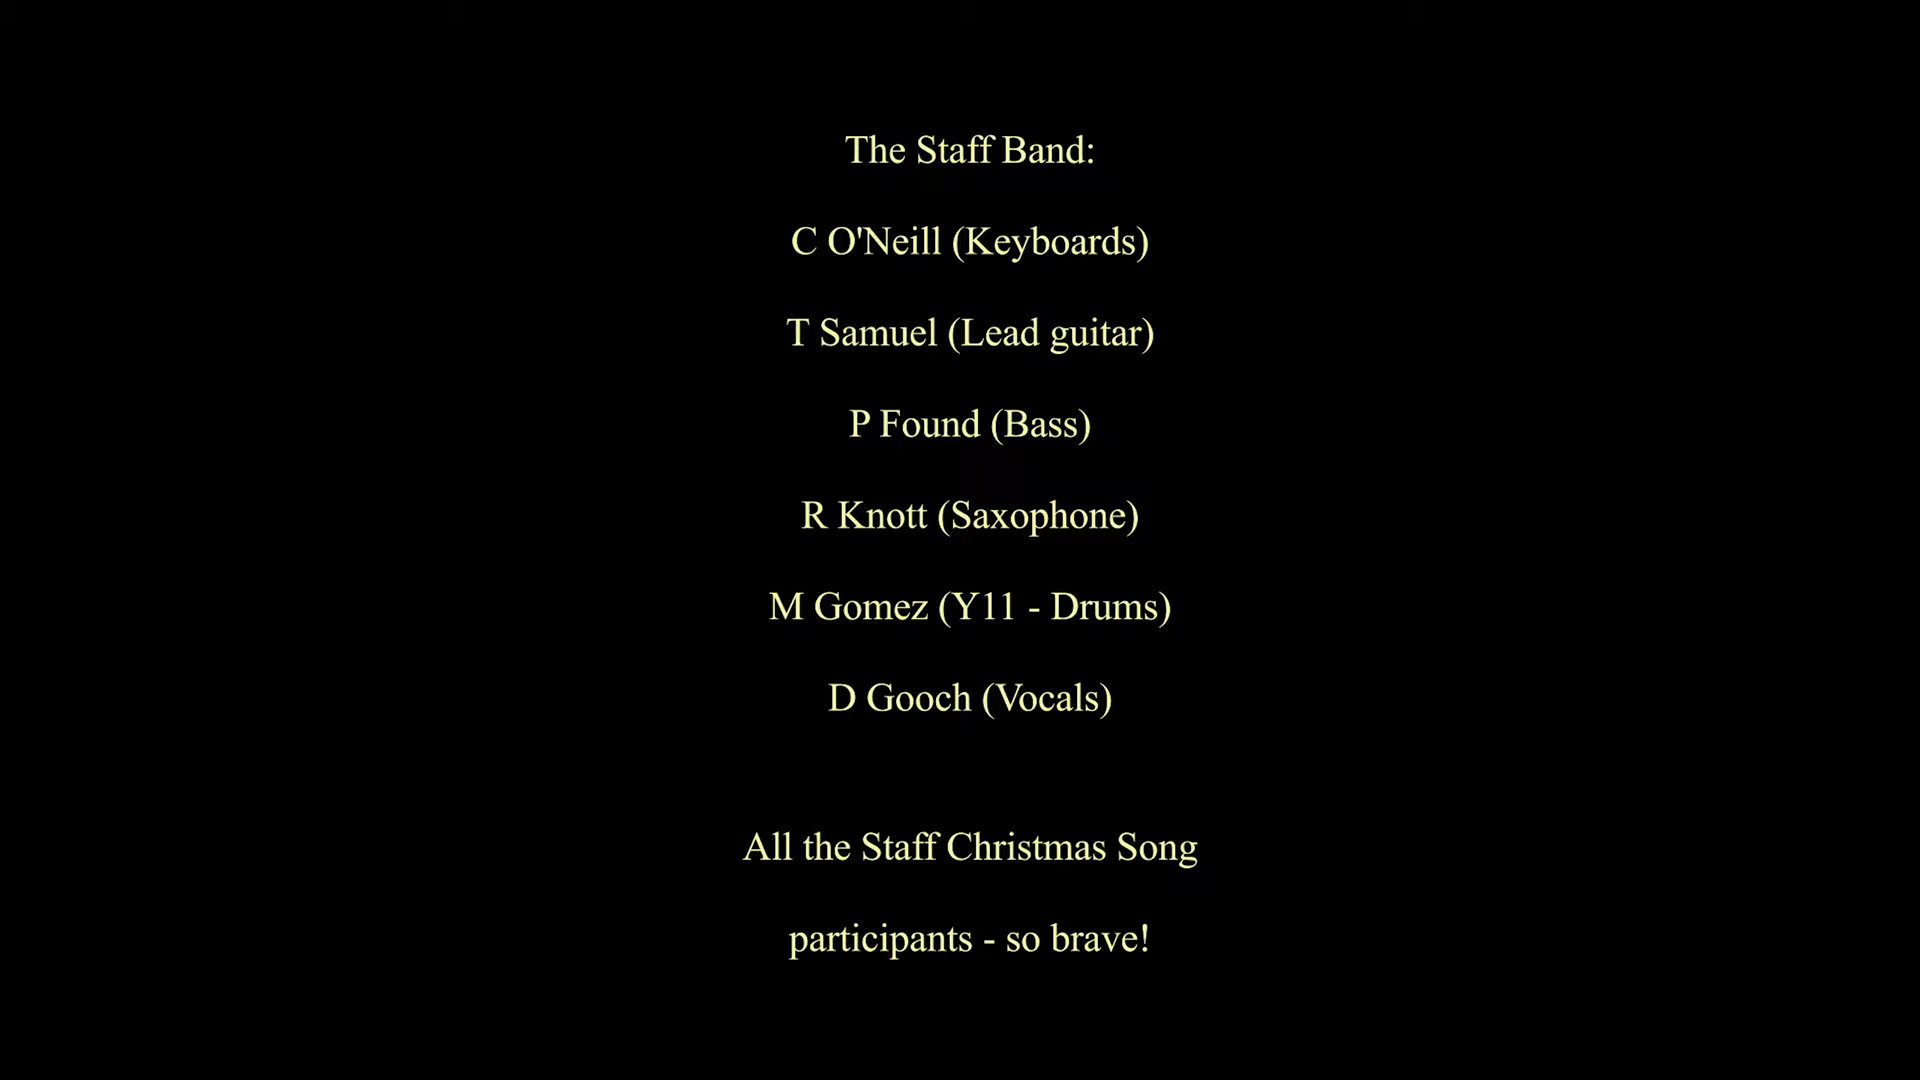 The Staff Band:
C O'Neill (Keyboards)
T Samuel (Lead guitar)
P Found (Bass)
R Knott (Saxophone)
M Gomez (Y11 - Drums)
D Gooch (Vocals)
All the Staff Christmas Song
participants - so brave!